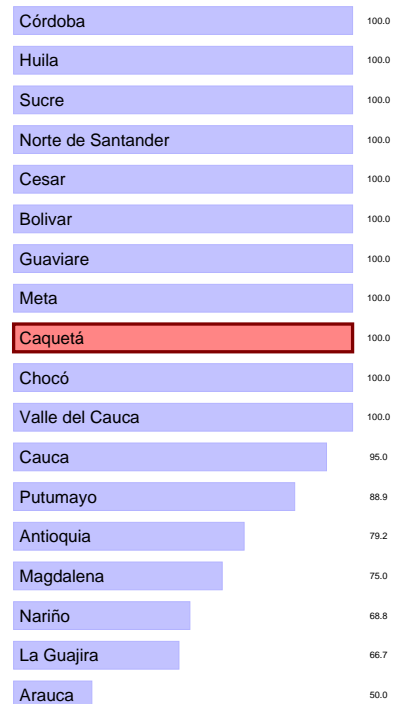 Córdoba 100.0
Huila 100.0
Sucre 100.0
Norte de Santander 100.0
Cesar 100.0
Bolivar 100.0
Guaviare 100.0
Meta 100.0
Caquetá 100.0
Chocó 100.0
Valle del Cauca 100.0
Cauca 95.0
Putumayo 88.9
Antioquia 79.2
Magdalena 75.0
Nariño 68.8
La Guajira 66.7
Arauca 50.0